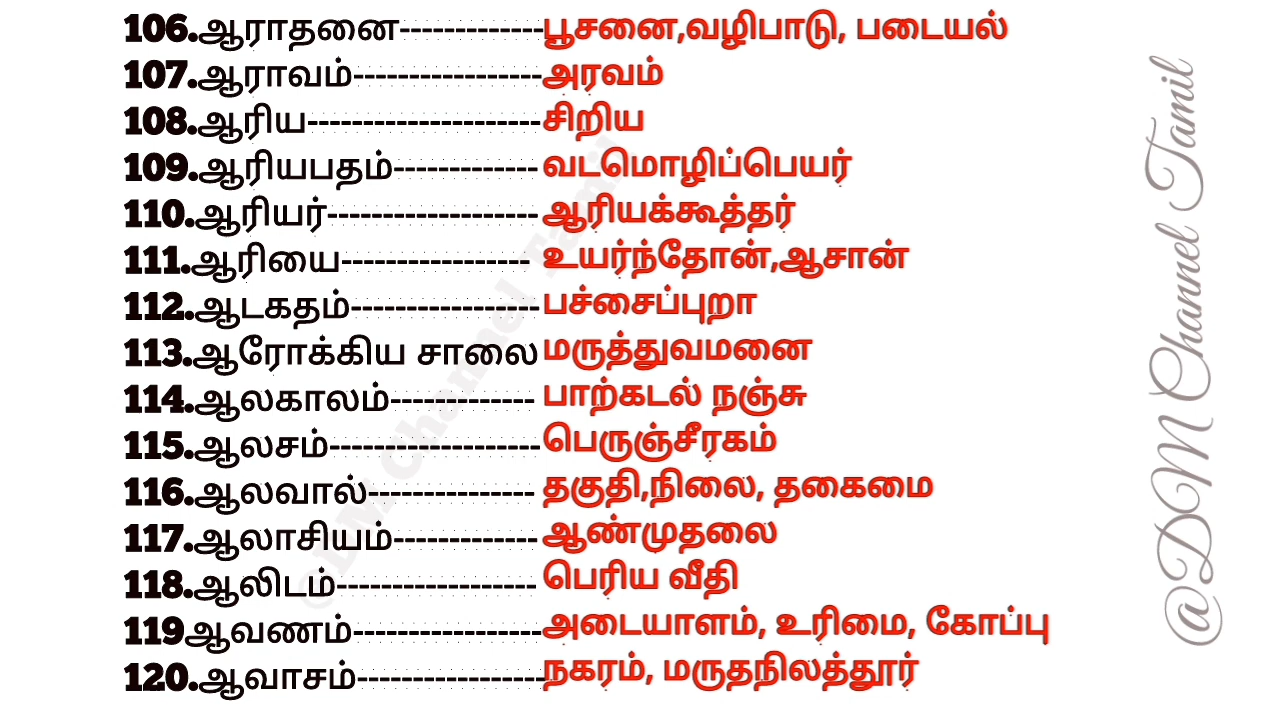 106.ஆராதனை-------------பூசனை,வழிபாடு, படையல்
107.ஆராவம்-----------------அரவம்
108.ஆரிய---------------------சிறிய
109.ஆரியபதம்-------------வடமொழிப்பெயர்
110.ஆரியர்-------------------ஆரியக்கூத்தர்
111.ஆரியை----------------- உயர்ந்தோன்,ஆசான்
112.ஆடகதம்-----------------பச்சைப்புறா
113.ஆரோக்கிய சாலை மருத்துவமனை
114.ஆலகாலம்------------- பாற்கடல் நஞ்சு
115.ஆலசம்-------------------பெருஞ்சீரகம்
116.ஆலவால்--------------- தகுதி,நிலை, தகைமை
117.ஆலாசியம்-------------ஆண்முதலை
118.ஆலிடம்------------------ பெரிய வீதி
119ஆவணம்-----------------அடையாளம், உரிமை, கோப்பு
120.ஆவாசம்-----------------நகரம், மருதநிலத்தூர்
@DM Channel Tamil